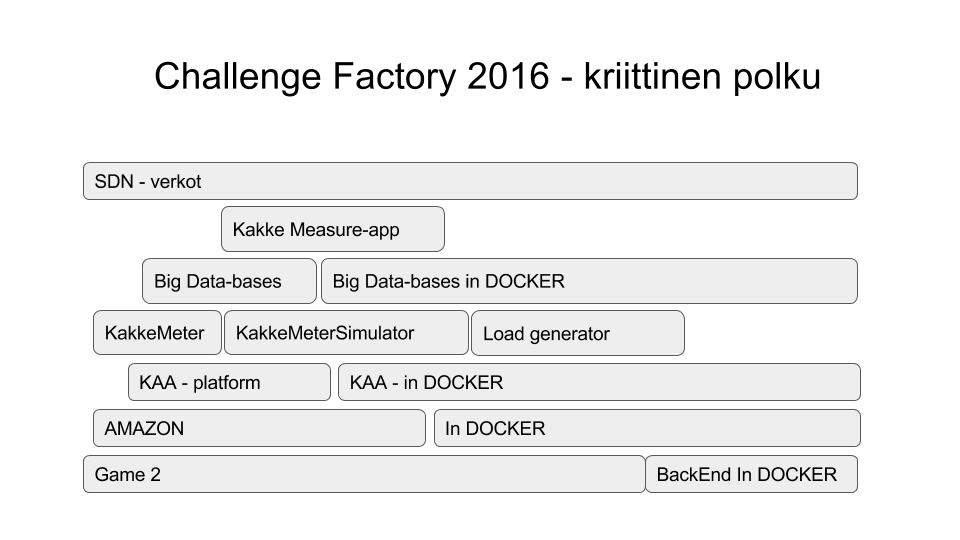 Challenge Factory 2016 - kriittinen polku
SDN - verkot
Kakke Measure-app
Big Data-bases
Big Data-bases in DOCKER
KakkeMeter
KakkeMeterSimulator
Load generator
KAA - platform
KAA - in DOCKER
AMAZON
In DOCKER
Game 2
BackEnd In DOCKER